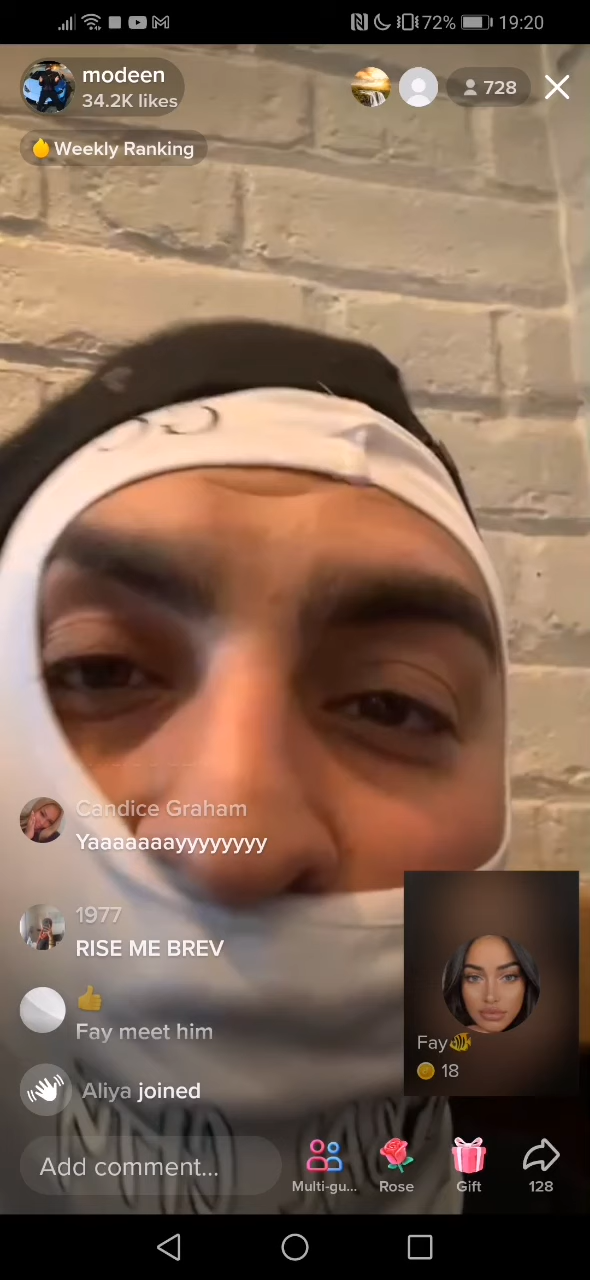 72% 19:20
modeen
34.2K likes
728
Weekly Ranking
Candice Graham
Yaaaaaaayyyyyyyy
1977
RISE ME BREV
👍
Fay meet him
Fay🐠
18
Aliya joined
Add comment...
Multi-gu... Rose Gift 128